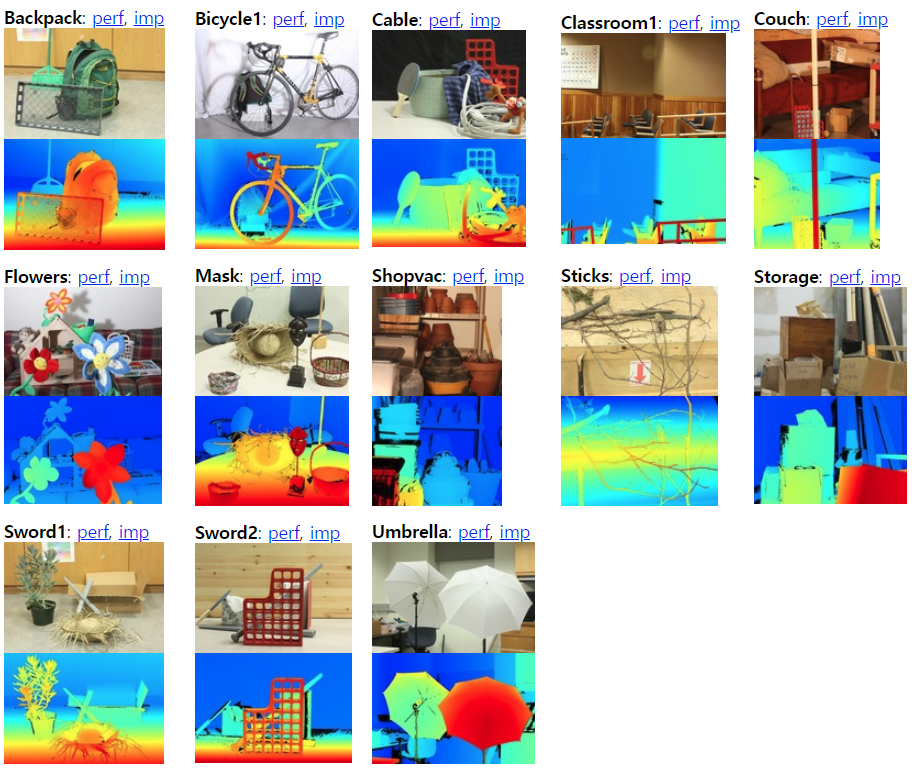 Backpack: perf, imp
Bicycle1: perf, imp
Cable: perf, imp
Classroom1: perf, imp
Couch: perf, imp
Flowers: perf, imp
Mask: perf, imp
Shopvac: perf, imp
Sticks: perf, imp
Storage: perf, imp
Sword1: perf, imp
Sword2: perf, imp
Umbrella: perf, imp